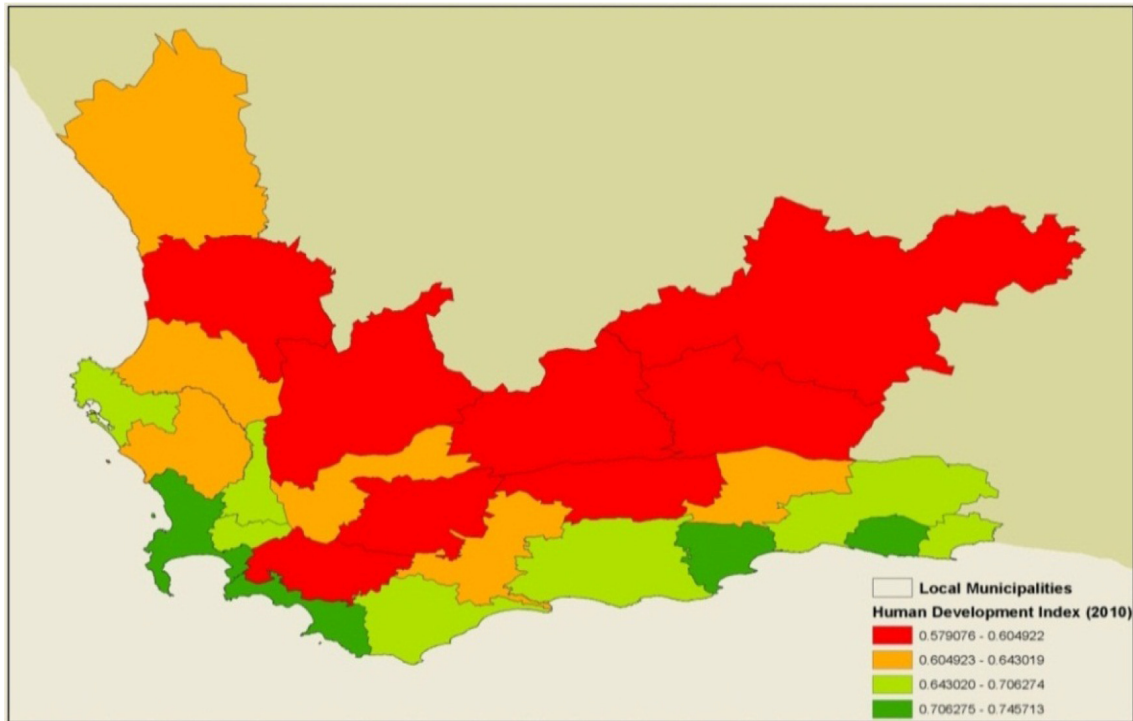 Local Municipalities
Human Development Index (2010)
0.579076 - 0.604922
0.604923 - 0.643019
0.643020 - 0.706274
0.706275 - 0.745713